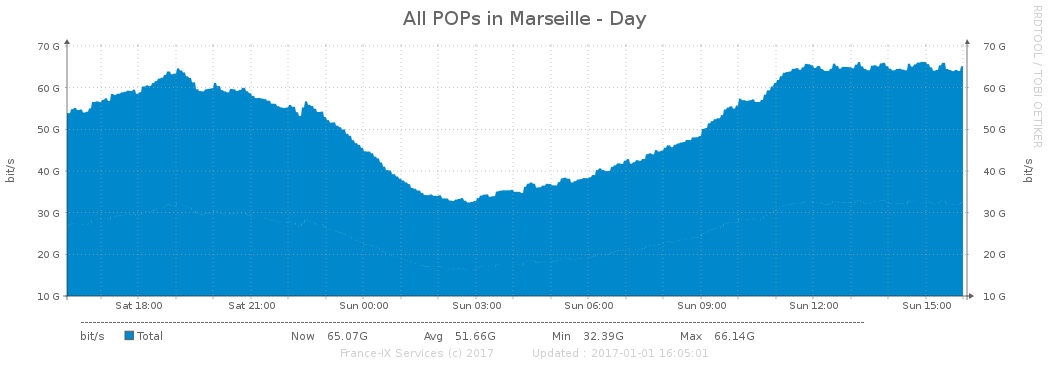 All POPs in Marseille - Day
RRDTOOL / TOBI OETIKER
70 G 70 G
60 G 60 G
50 G 50 G
40 G 40 G
30 G 30 G
20 G 20 G
10 G 10 G
bit/s bit/s
Sat 18:00 Sat 21:00 Sun 00:00 Sun 03:00 Sun 06:00 Sun 09:00 Sun 12:00 Sun 15:00
bit/s Total Now 65.07G Avg 51.66G Min 32.39G Max 66.14G
France-IX Services (c) 2017 Updated : 2017-01-01 16:05:01